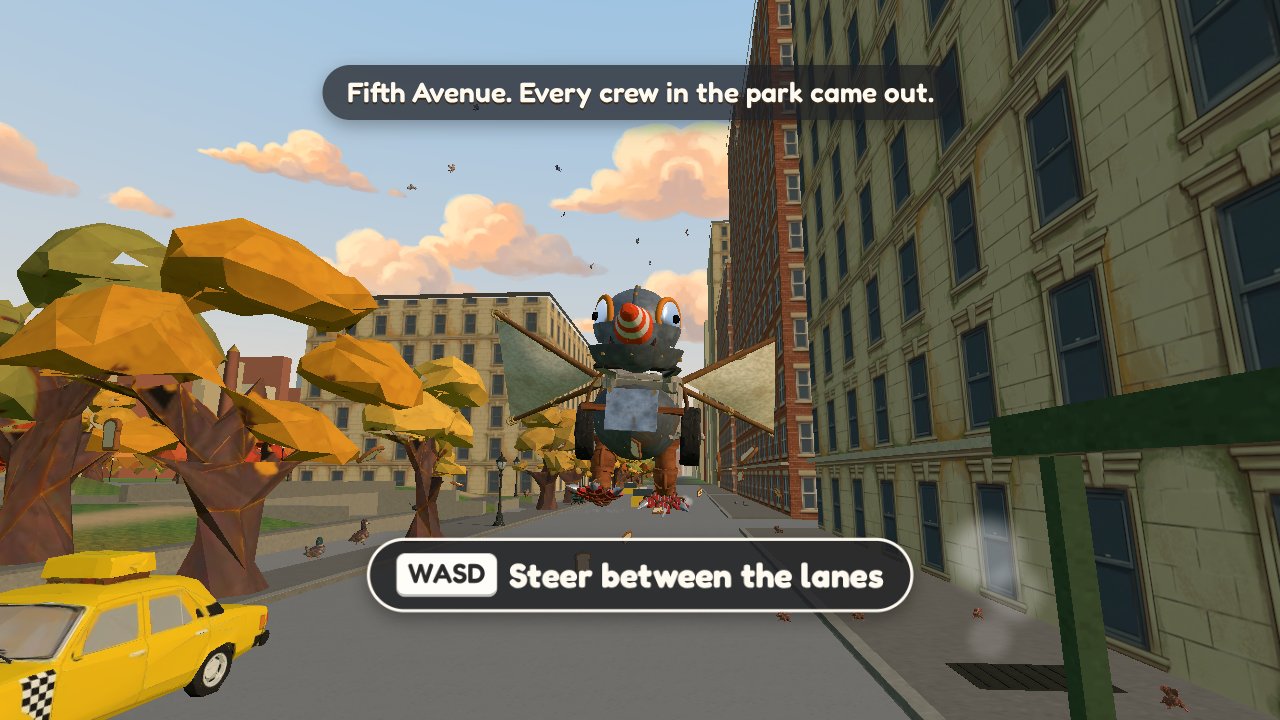 Fifth Avenue. Every crew in the park came out.
WASD Steer between the lanes